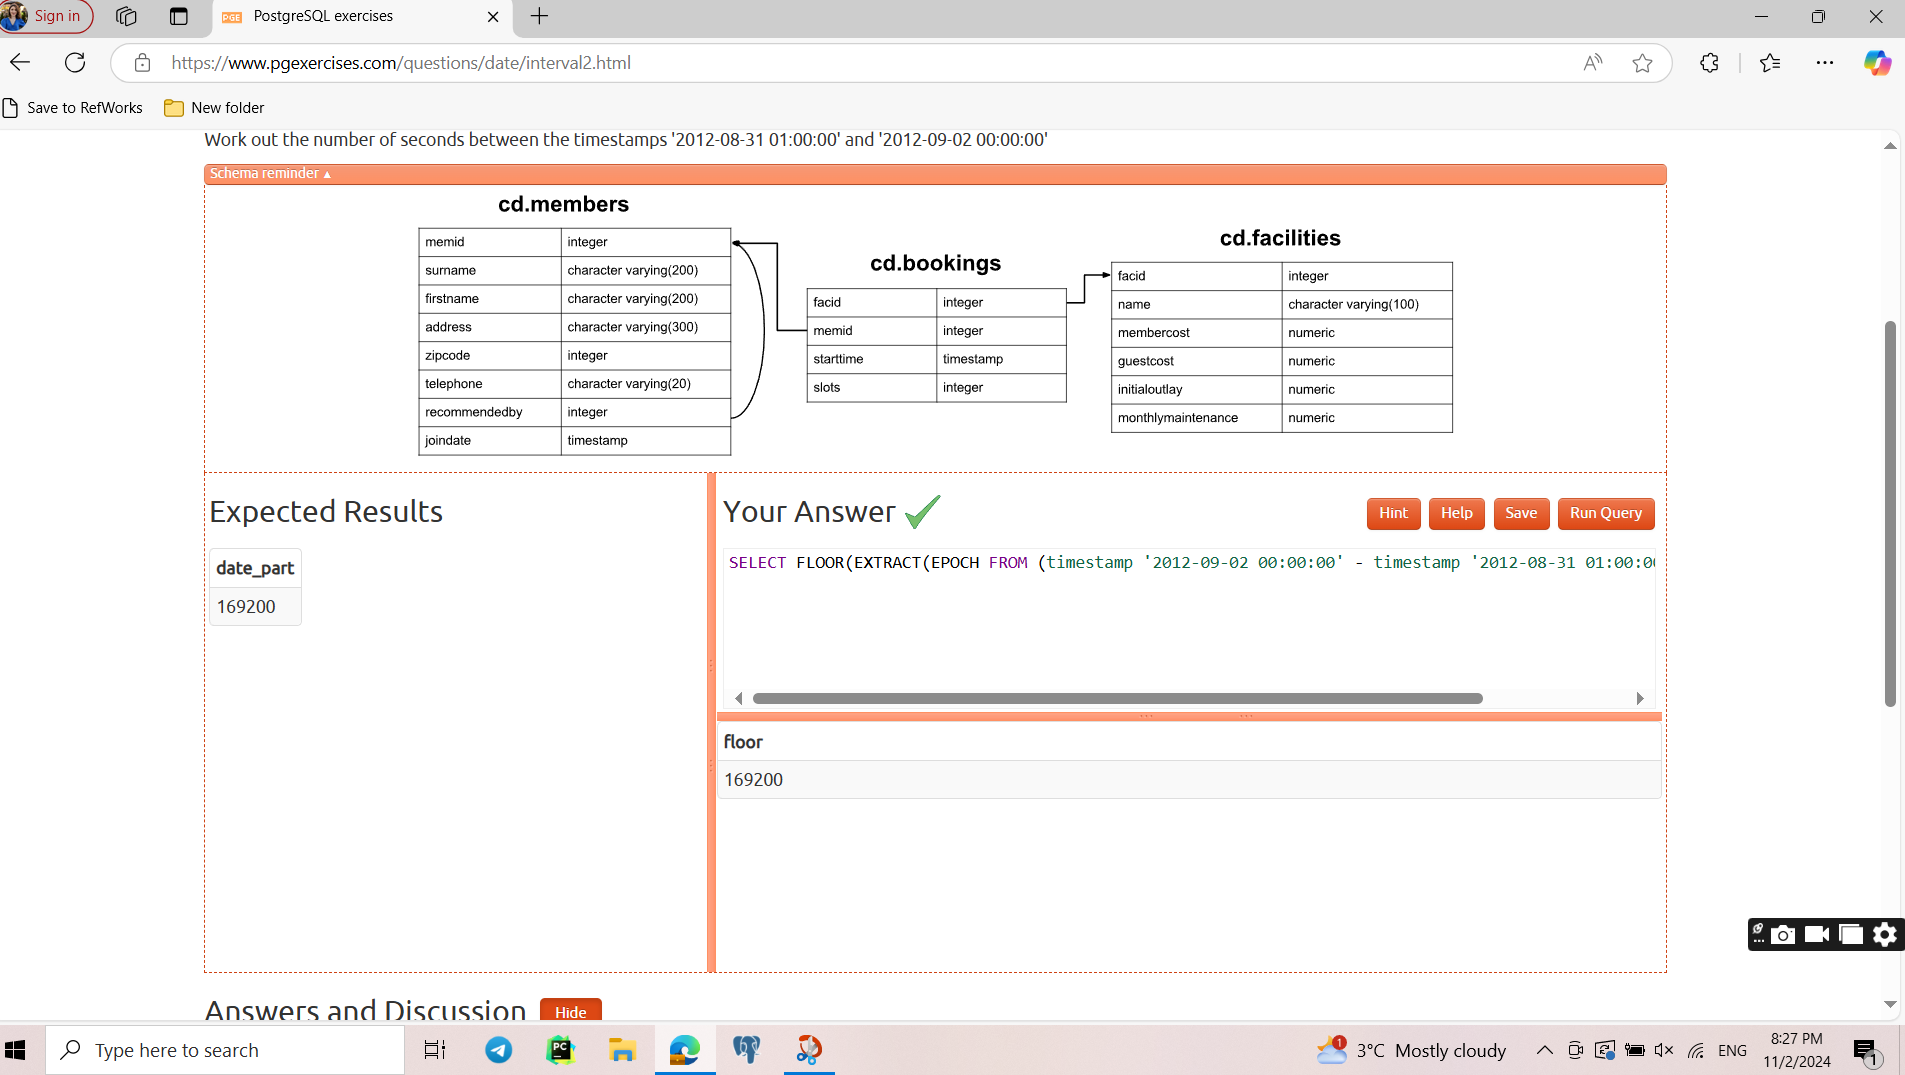 Sign in
PGE PostgreSQL exercises
https://www.pgexercises.com/questions/date/interval2.html
Save to RefWorks
New folder
Work out the number of seconds between the timestamps '2012-08-31 01:00:00' and '2012-09-02 00:00:00'
Schema reminder ▲
cd.members
memid integer
surname character varying(200)
firstname character varying(200)
address character varying(300)
zipcode integer
telephone character varying(20)
recommendedby integer
joindate timestamp
cd.bookings
facid integer
memid integer
starttime timestamp
slots integer
cd.facilities
facid integer
name character varying(100)
membercost numeric
guestcost numeric
initialoutlay numeric
monthlymaintenance numeric
Expected Results
date_part
169200
Your Answer
Hint
Help
Save
Run Query
SELECT FLOOR(EXTRACT(EPOCH FROM (timestamp '2012-09-02 00:00:00' - timestamp '2012-08-31 01:00:00
floor
169200
Answers and Discussion
Hide
Type here to search
PC
1
3°C Mostly cloudy
ENG
8:27 PM
11/2/2024
1